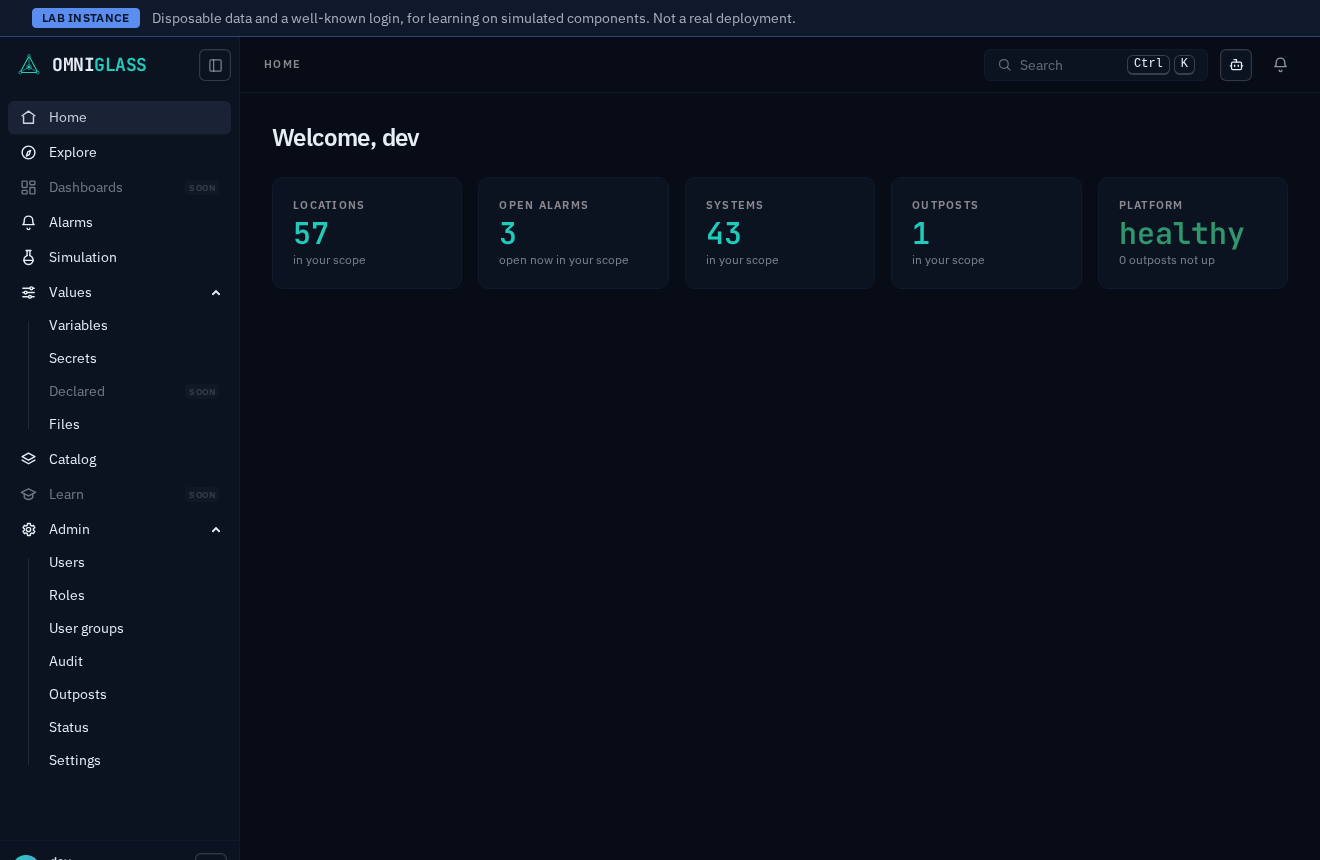 LAB INSTANCE Disposable data and a well-known login, for learning on simulated components. Not a real deployment.
OMNIGLASS
HOME
Search Ctrl K
Home
Explore
Dashboards SOON
Alarms
Simulation
Values
Variables
Secrets
Declared SOON
Files
Catalog
Learn SOON
Admin
Users
Roles
User groups
Audit
Outposts
Status
Settings
Welcome, dev
LOCATIONS
57
in your scope
OPEN ALARMS
3
open now in your scope
SYSTEMS
43
in your scope
OUTPOSTS
1
in your scope
PLATFORM
healthy
0 outposts not up